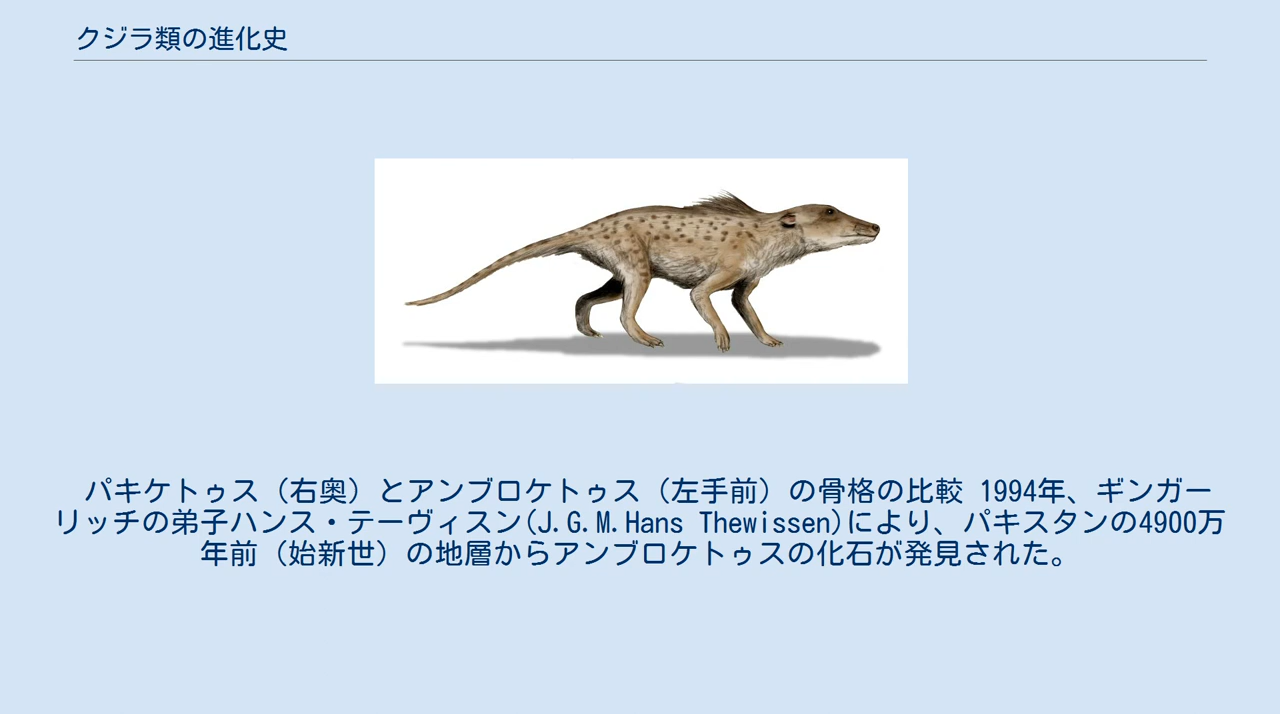 クジラ類の進化史
パキケトゥス（右奥）とアンブロケトゥス（左手前）の骨格の比較 1994年、ギンガー
リッチの弟子ハンス・テーヴィスン(J.G.M.Hans Thewissen)により、パキスタンの4900万
年前（始新世）の地層からアンブロケトゥスの化石が発見された。